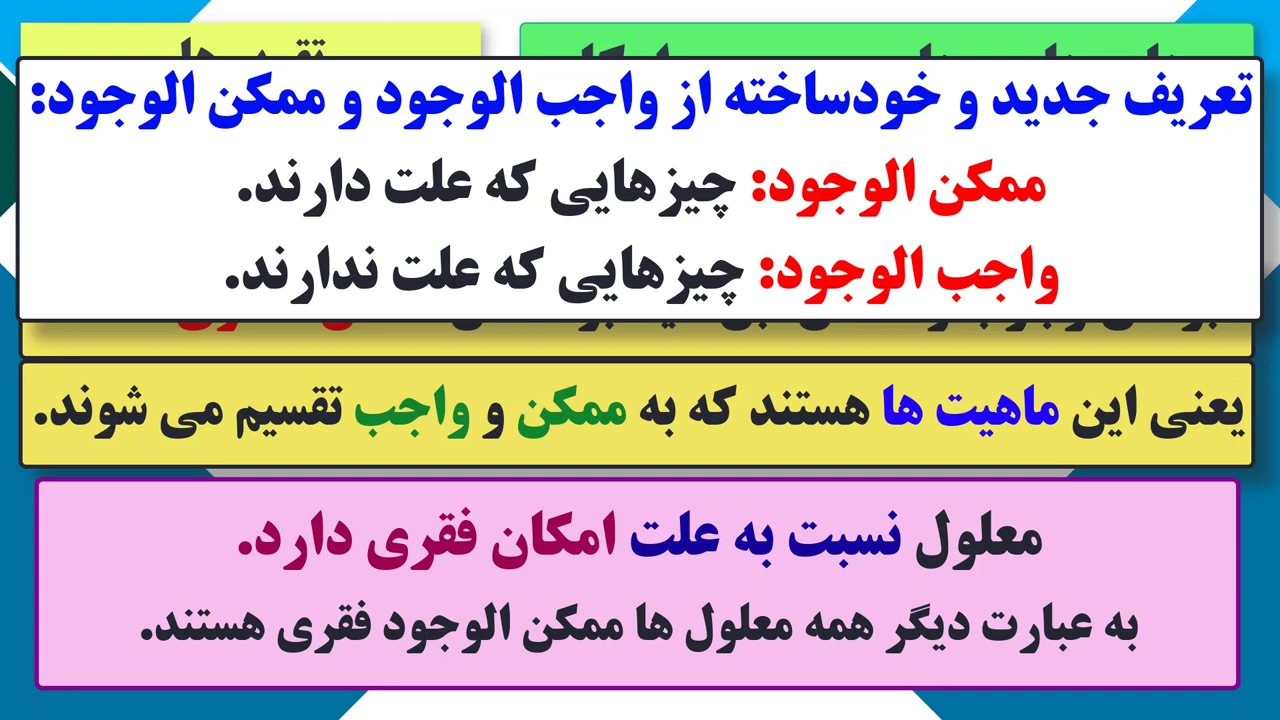 تعریف جدید و خودساخته از واجب الوجود و ممکن الوجود:
ممکن الوجود: چیزهایی که علت دارند.
واجب الوجود: چیزهایی که علت ندارند.
یعنی این ماهیت ها هستند که به ممکن و واجب تقسیم می شوند.
معلول نسبت به علت امکان فقری دارد.
به عبارت دیگر همه معلول ها ممکن الوجود فقری هستند.